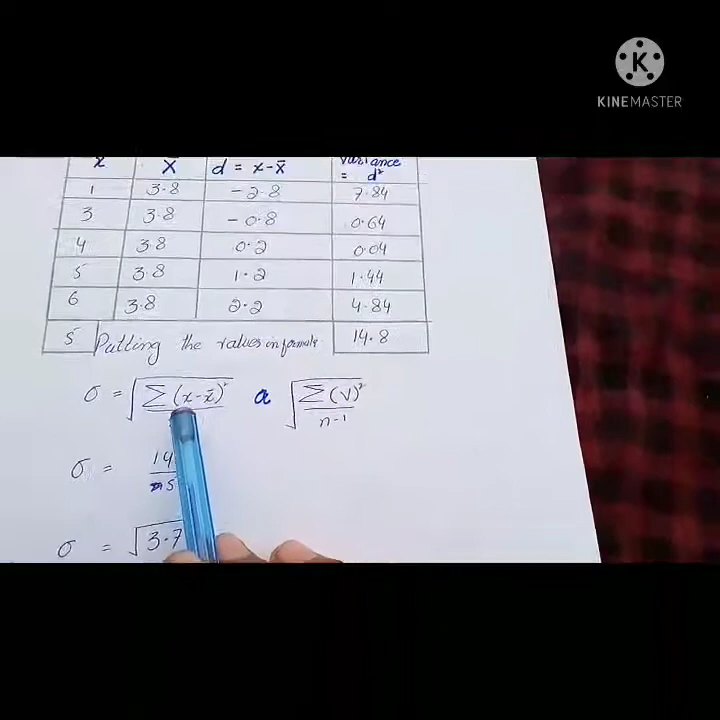 KINEMASTER
x x̄ d = x-x̄ variance = d²
1 3.8 -2.8 7.84
3 3.8 -0.8 0.64
4 3.8 0.2 0.04
5 3.8 1.2 1.44
6 3.8 2.2 4.84
5 Putting the values in formula 14.8
σ = √ Σ(x-x̄)² a √ Σ(V)² / n-1
σ = 14 / 5
σ = √3.7